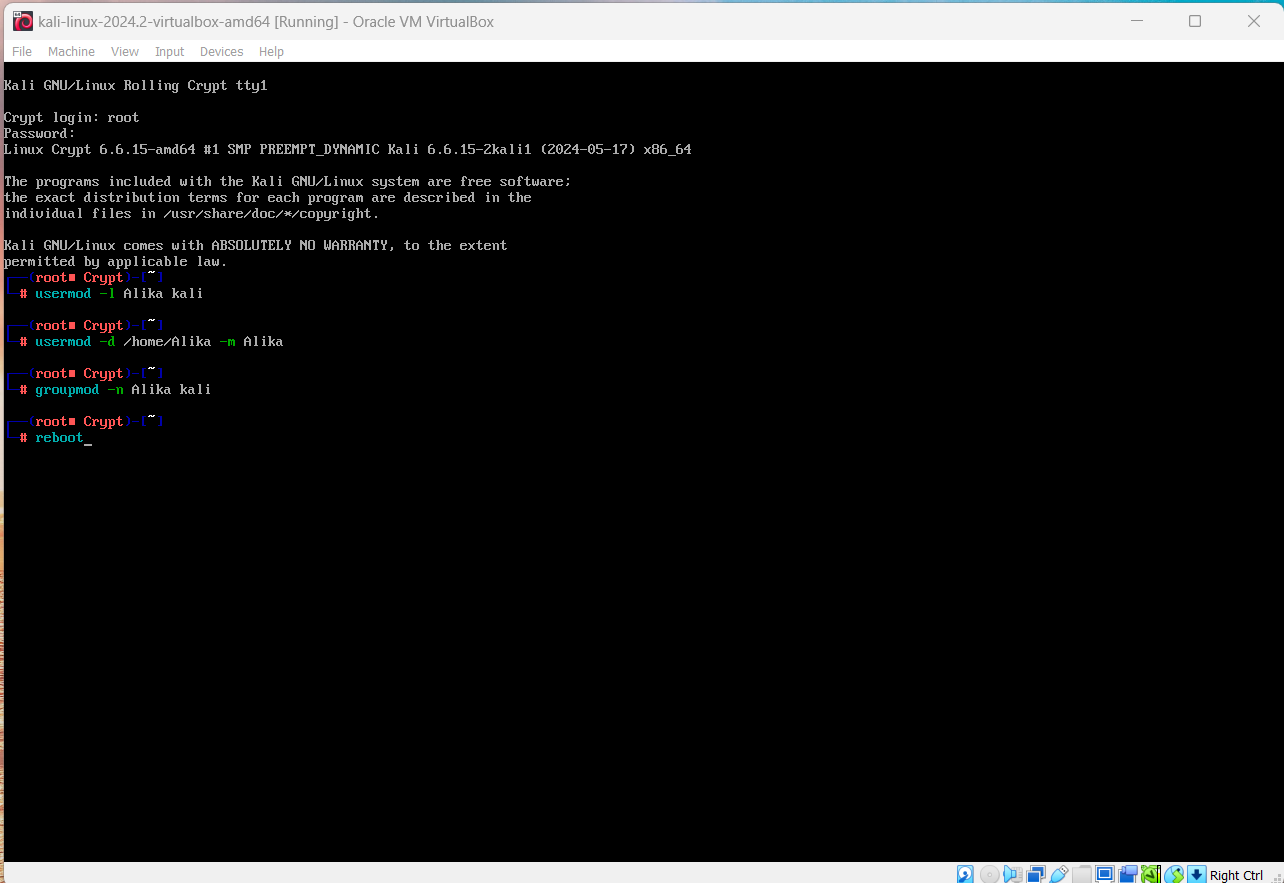 kali-linux-2024.2-virtualbox-amd64 [Running] - Oracle VM VirtualBox
File Machine View Input Devices Help
Kali GNU/Linux Rolling Crypt tty1
Crypt login: root
Password:
Linux Crypt 6.6.15-amd64 #1 SMP PREEMPT_DYNAMIC Kali 6.6.15-2kali1 (2024-05-17) x86_64
The programs included with the Kali GNU/Linux system are free software;
the exact distribution terms for each program are described in the
individual files in /usr/share/doc/*/copyright.
Kali GNU/Linux comes with ABSOLUTELY NO WARRANTY, to the extent
permitted by applicable law.
┌──(root■ Crypt)-[~]
└─# usermod -l Alika kali
┌──(root■ Crypt)-[~]
└─# usermod -d /home/Alika -m Alika
┌──(root■ Crypt)-[~]
└─# groupmod -n Alika kali
┌──(root■ Crypt)-[~]
└─# reboot_
Right Ctrl